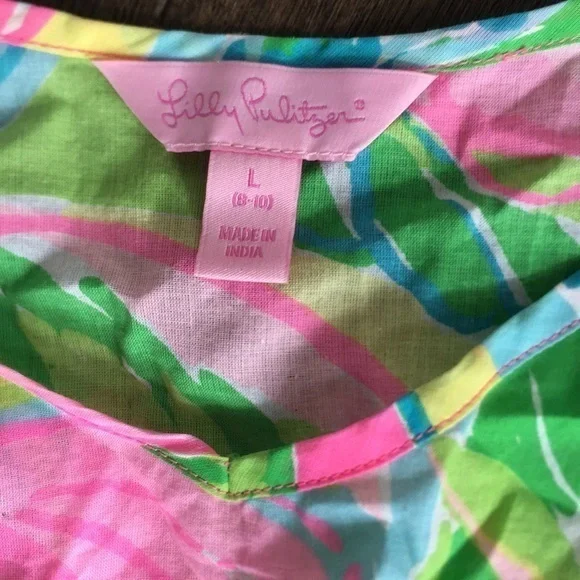 Lilly Pulitzer®
L
(8-10)
MADE IN
INDIA